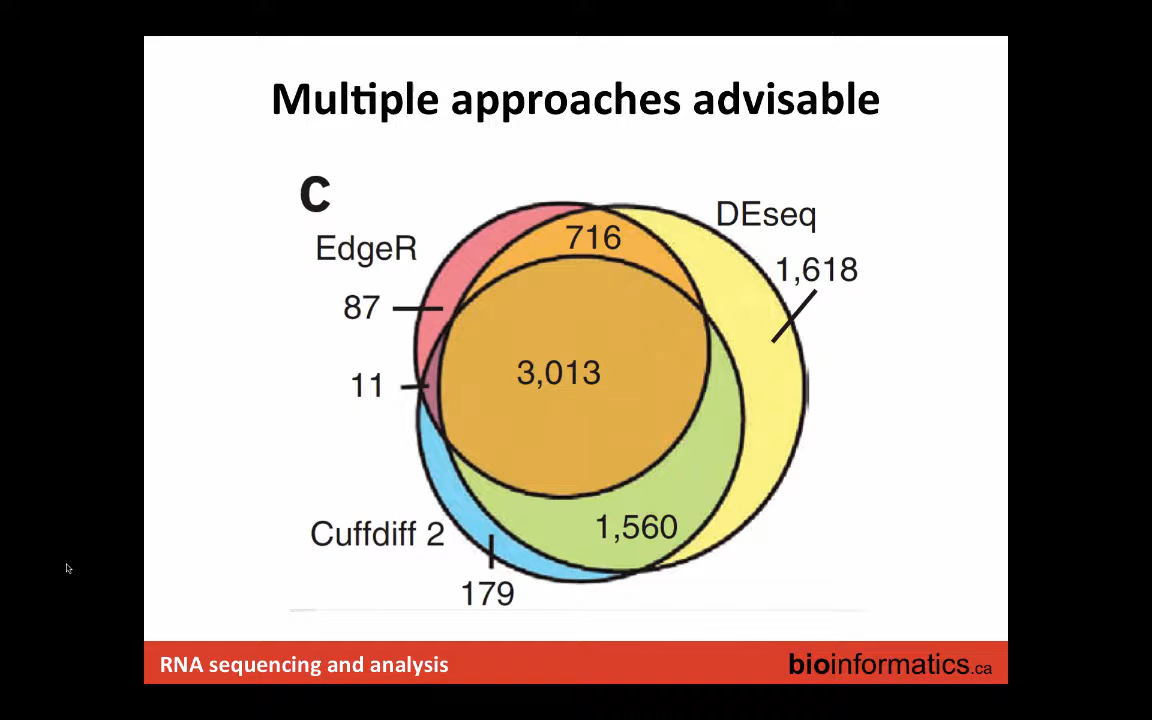 Multiple approaches advisable
C
DEseq
716
EdgeR
1,618
87
3,013
11
1,560
Cuffdiff 2
179
RNA sequencing and analysis
bioinformatics.ca